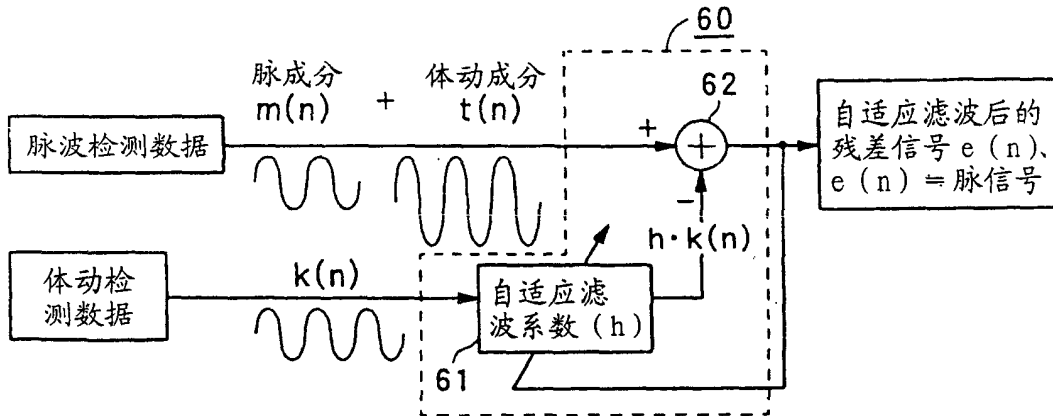 60
脉成分
m(n)
+
体动成分
t(n)
62
脉波检测数据
+
+
−
自适应滤波后的
残差信号 e (n)、
e (n) ≒ 脉信号
h·k(n)
体动检
测数据
k(n)
自适应滤
波系数 (h)
61